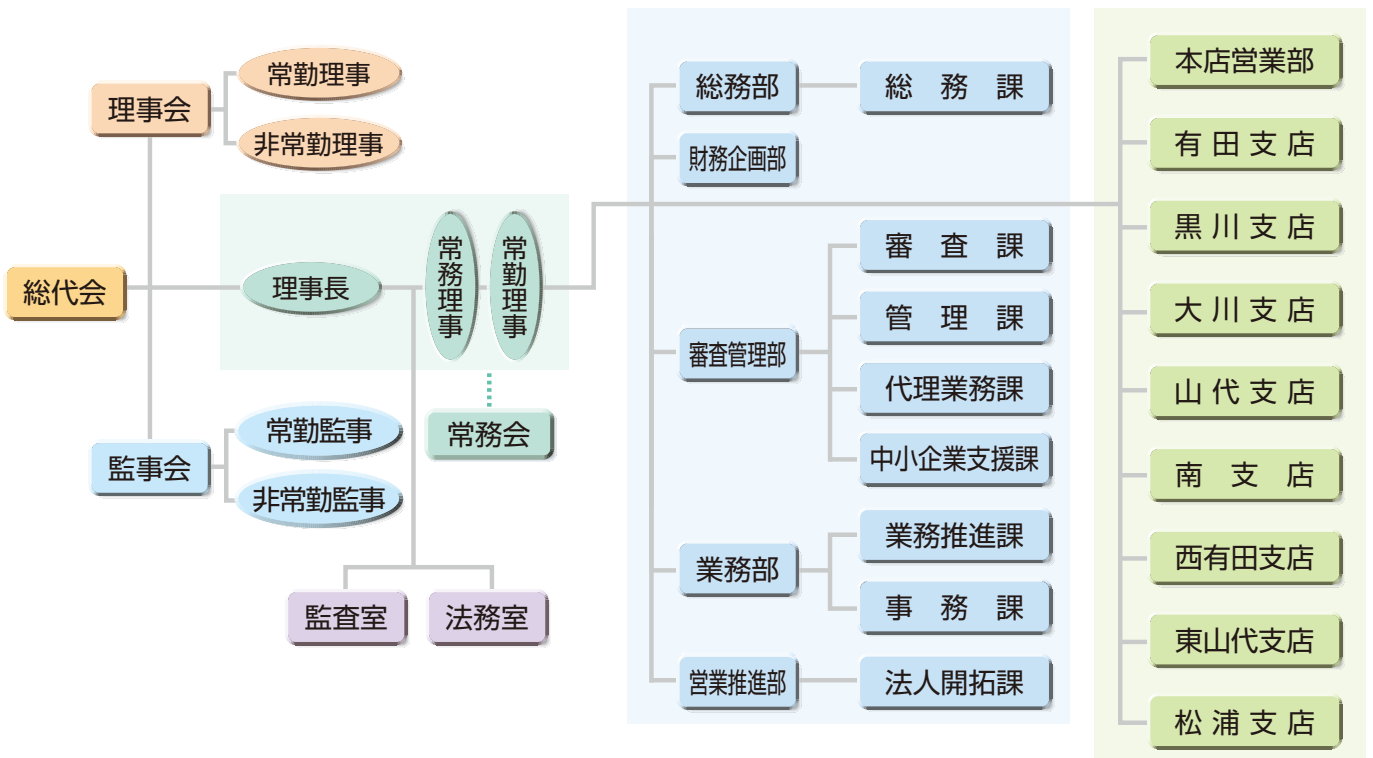 総代会
理事会
常勤理事
非常勤理事
理事長
常務理事
常勤理事
常務会
監事会
常勤監事
非常勤監事
監査室
法務室
総務部
総務課
財務企画部
審査管理部
審査課
管理課
代理業務課
中小企業支援課
業務部
業務推進課
事務課
営業推進部
法人開拓課
本店営業部
有田支店
黒川支店
大川支店
山代支店
南支店
西有田支店
東山代支店
松浦支店